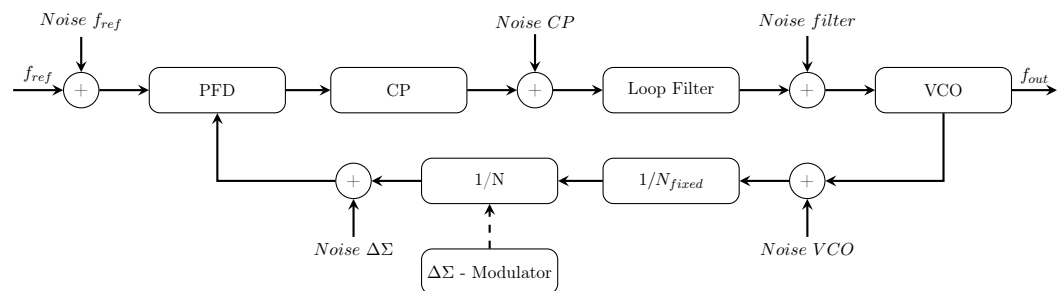 Noise f_ref
Noise CP
Noise filter
f_ref
+
PFD
CP
+
Loop Filter
+
VCO
f_out
+
1/N
1/N_fixed
+
Noise ΔΣ
ΔΣ - Modulator
Noise VCO